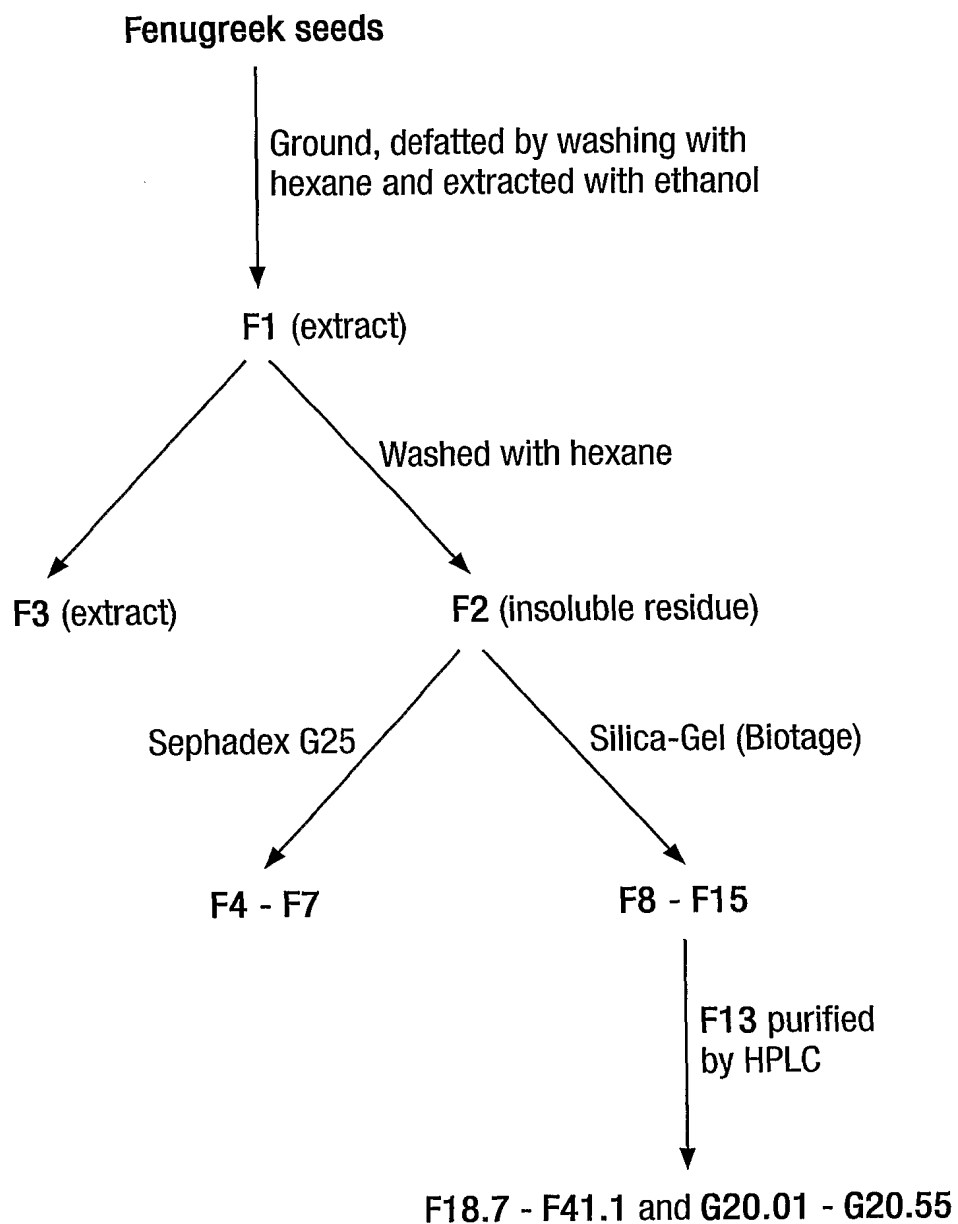 Fenugreek seeds
Ground, defatted by washing with
hexane and extracted with ethanol
F1 (extract)
Washed with hexane
F3 (extract)
F2 (insoluble residue)
Sephadex G25
Silica-Gel (Biotage)
F4 - F7
F8 - F15
F13 purified
by HPLC
F18.7 - F41.1 and G20.01 - G20.55